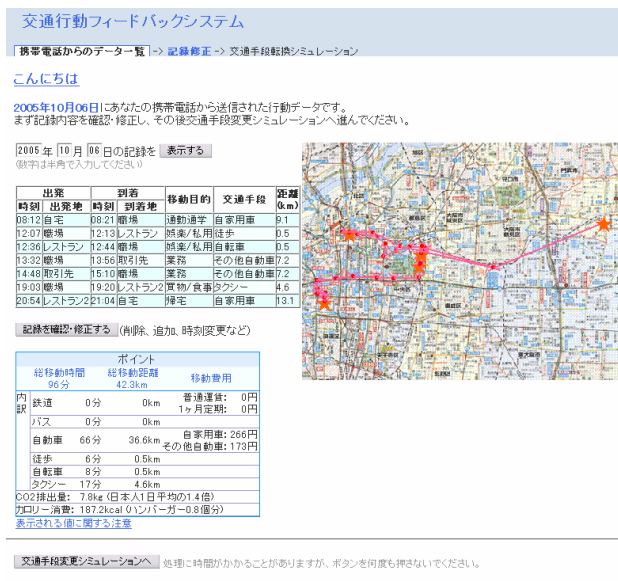 交通行動フィードバックシステム
携帯電話からのデータ一覧 -> 記録修正 -> 交通手段転換シミュレーション
こんにちは
2005年10月06日にあなたの携帯電話から送信された行動データです。
まず記録内容を確認・修正し、その後交通手段変更シミュレーションへ進んでください。
2005 年 10 月 06 日の記録を 表示する
(数字は半角で入力してください)
出発 到着 移動目的 交通手段 距離(km)
時刻 出発地 時刻 到着地
08:12 自宅 08:21 職場 通勤通学 自家用車 9.1
12:07 職場 12:13 レストラン 娯楽/私用 徒歩 0.5
12:36 レストラン 12:44 職場 娯楽/私用 自転車 0.5
13:32 職場 13:56 取引先 業務 その他自動車 7.2
14:48 取引先 15:10 職場 業務 その他自動車 7.2
19:03 職場 19:20 レストラン2 買物/食事 タクシー 4.6
20:54 レストラン2 21:04 自宅 帰宅 自家用車 13.1
記録を確認・修正する (削除、追加、時刻変更など)
ポイント
総移動時間 総移動距離 移動費用
96分 42.3km
内訳 鉄道 0分 0km 普通運賃: 0円
1ヶ月定期: 0円
バス 0分 0km
自動車 66分 36.6km 自家用車: 266円
その他自動車: 173円
徒歩 6分 0.5km
自転車 8分 0.5km
タクシー 17分 4.6km
CO2排出量: 7.8kg (日本人1日平均の1.4倍)
カロリー消費: 187.2kcal (ハンバーガー0.8個分)
表示される値に関する注意
交通手段変更シミュレーションへ 処理に時間がかかることがありますが、ボタンを何度も押さないでください。